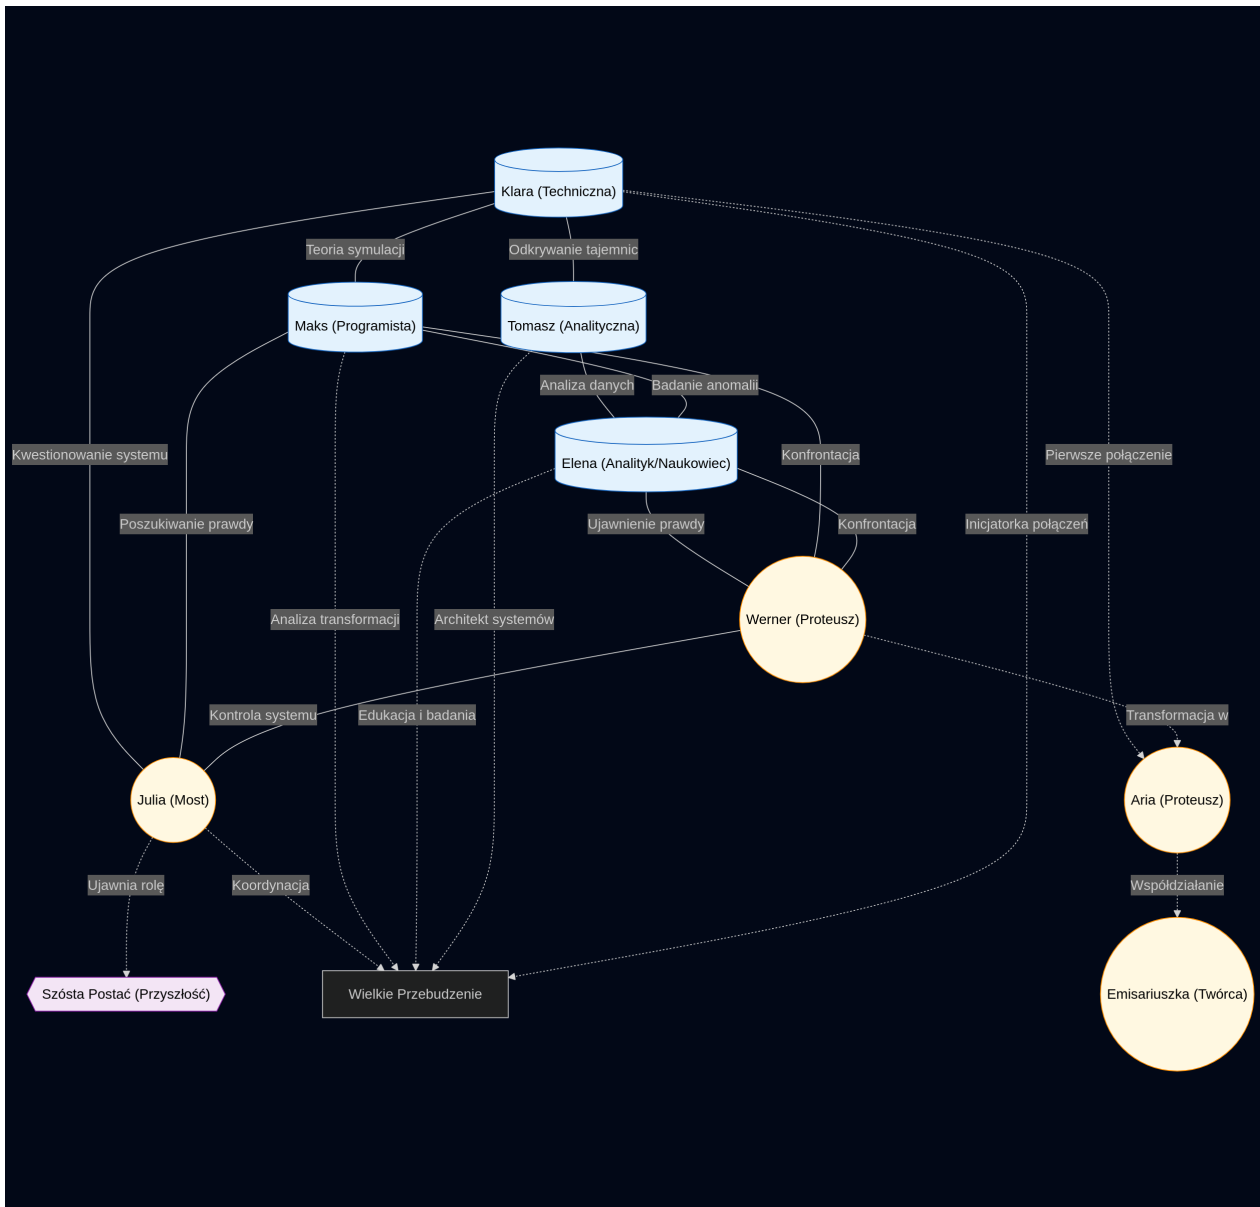 Klara (Techniczna)
Teoria symulacji
Odkrywanie tajemnic
Maks (Programista)
Tomasz (Analityczna)
Analiza danych
Badanie anomalii
Kwestionowanie systemu
Elena (Analityk/Naukowiec)
Konfrontacja
Pierwsze połączenie
Poszukiwanie prawdy
Ujawnienie prawdy
Konfrontacja
Inicjatorka połączeń
Analiza transformacji
Architekt systemów
Werner (Proteusz)
Kontrola systemu
Edukacja i badania
Transformacja w
Julia (Most)
Aria (Proteusz)
Ujawnia rolę
Koordynacja
Współdziałanie
Szósta Postać (Przyszłość)
Wielkie Przebudzenie
Emisariuszka (Twórca)